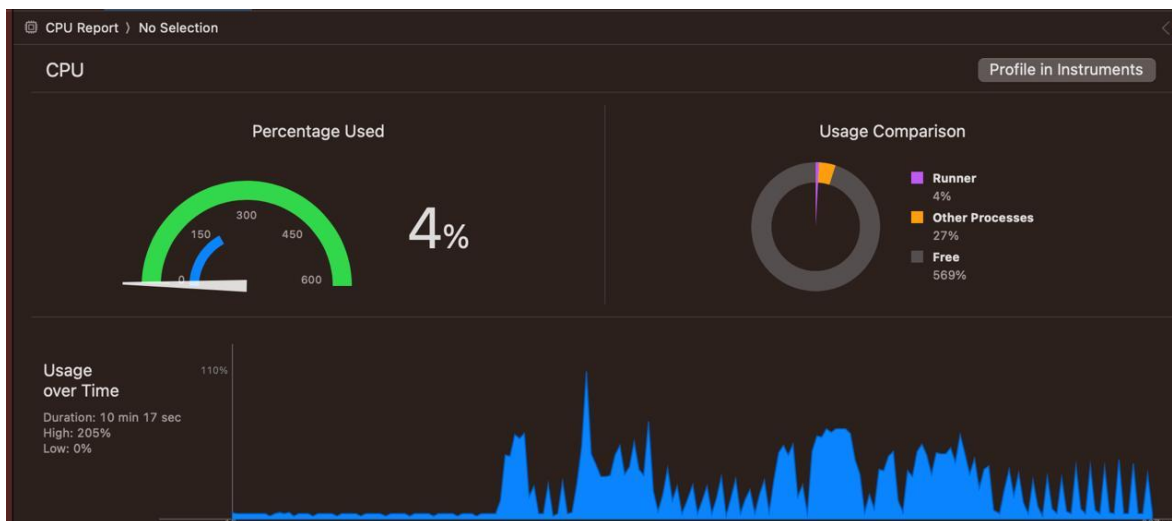 CPU Report 〉 No Selection
CPU
Profile in Instruments
Percentage Used
0
150
300
450
600
4%
Usage Comparison
Runner
4%
Other Processes
27%
Free
569%
Usage
over Time
Duration: 10 min 17 sec
High: 205%
Low: 0%
110%